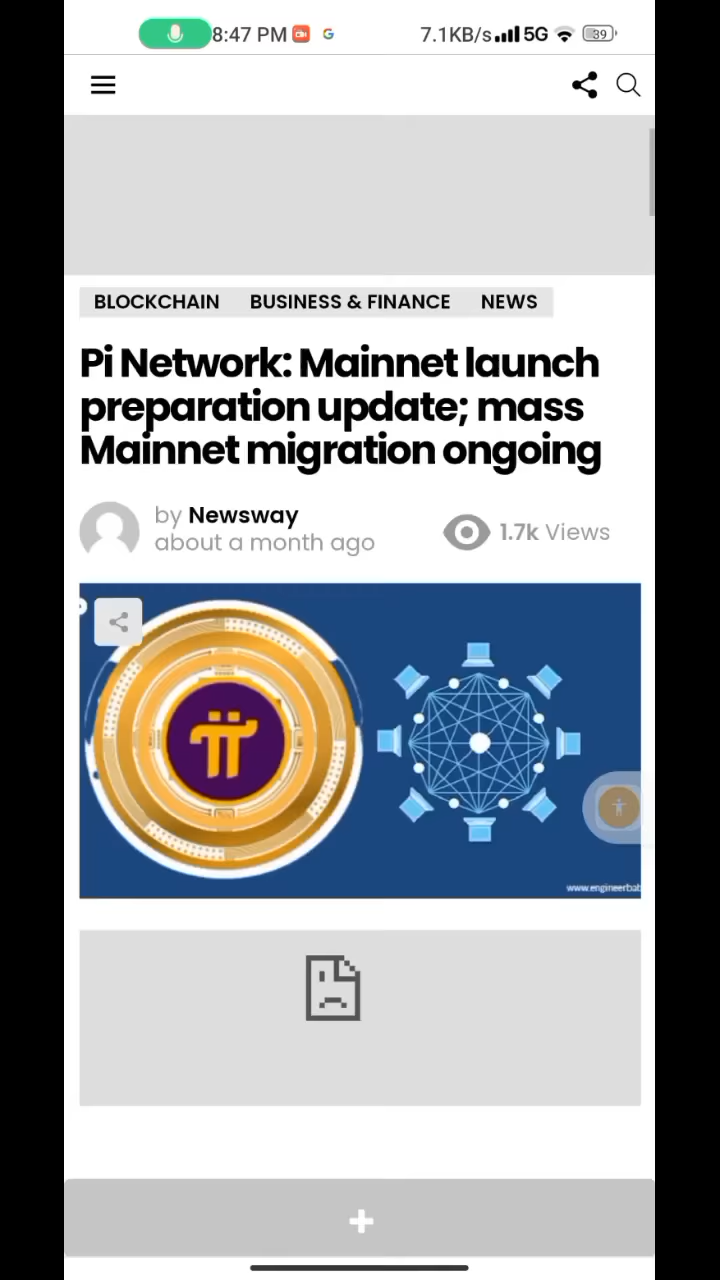 8:47 PM 7.1KB/s 5G 39
BLOCKCHAIN BUSINESS & FINANCE NEWS
Pi Network: Mainnet launch
preparation update; mass
Mainnet migration ongoing
by Newsway
about a month ago
1.7k Views
www.engineerbab